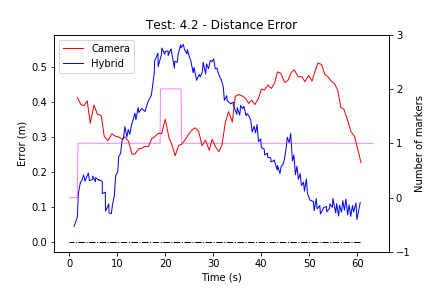 Test: 4.2 - Distance Error
Camera
Hybrid
Error (m)
0.5
0.4
0.3
0.2
0.1
0.0
3
2
1
0
−1
Number of markers
0 10 20 30 40 50 60
Time (s)